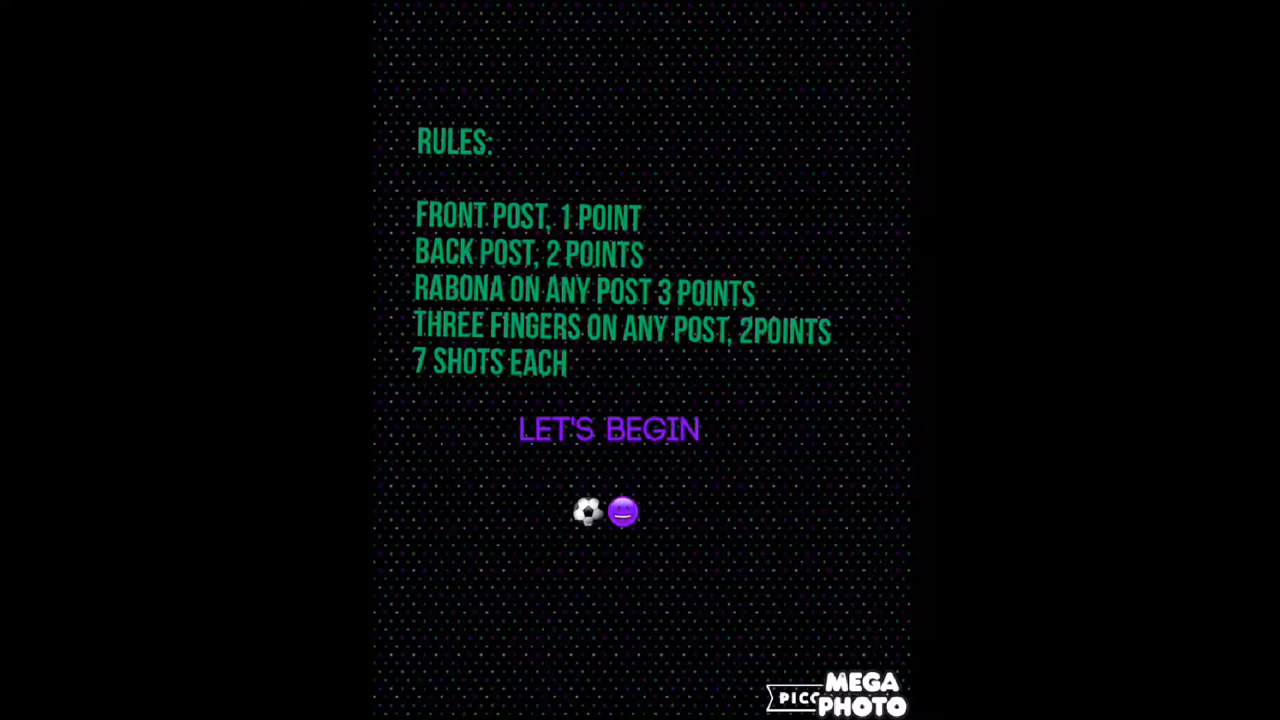 RULES:
FRONT POST, 1 POINT
BACK POST, 2 POINTS
RABONA ON ANY POST 3 POINTS
THREE FINGERS ON ANY POST, 2POINTS
7 SHOTS EACH
LET'S BEGIN
MEGA
PHOTO